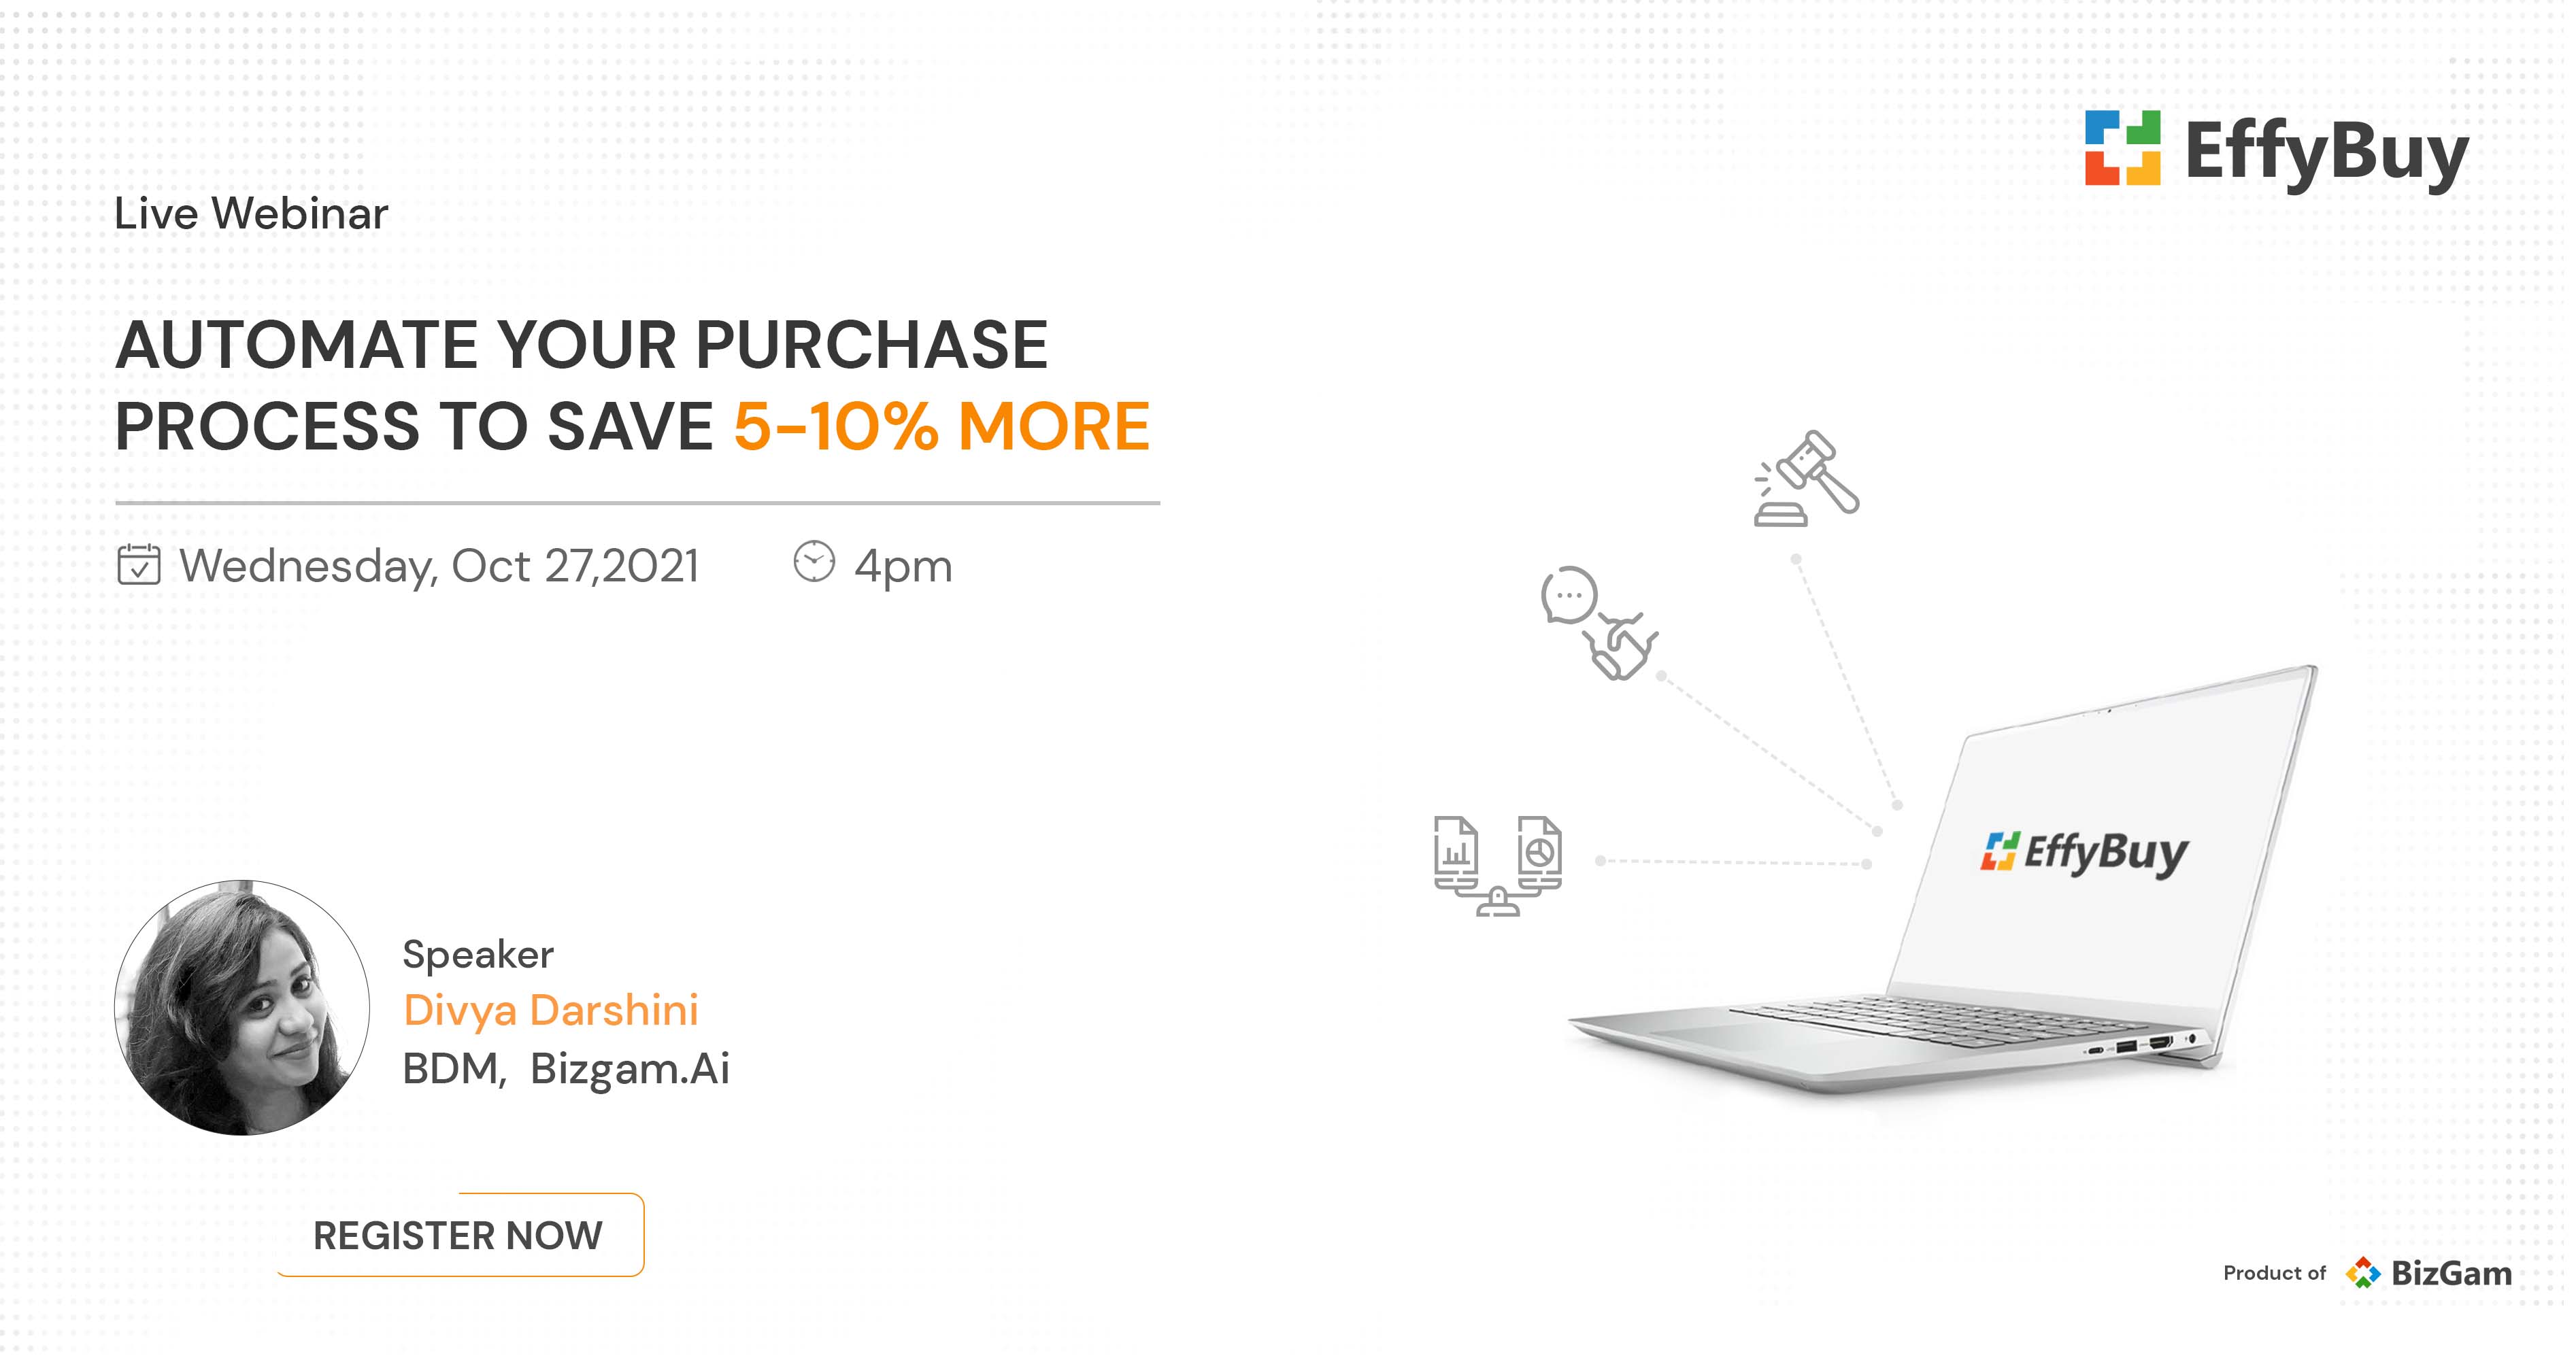 EffyBuy
Live Webinar
AUTOMATE YOUR PURCHASE
PROCESS TO SAVE 5-10% MORE
Wednesday, Oct 27,2021
4pm
EffyBuy
Speaker
Divya Darshini
BDM, Bizgam.Ai
REGISTER NOW
Product of BizGam